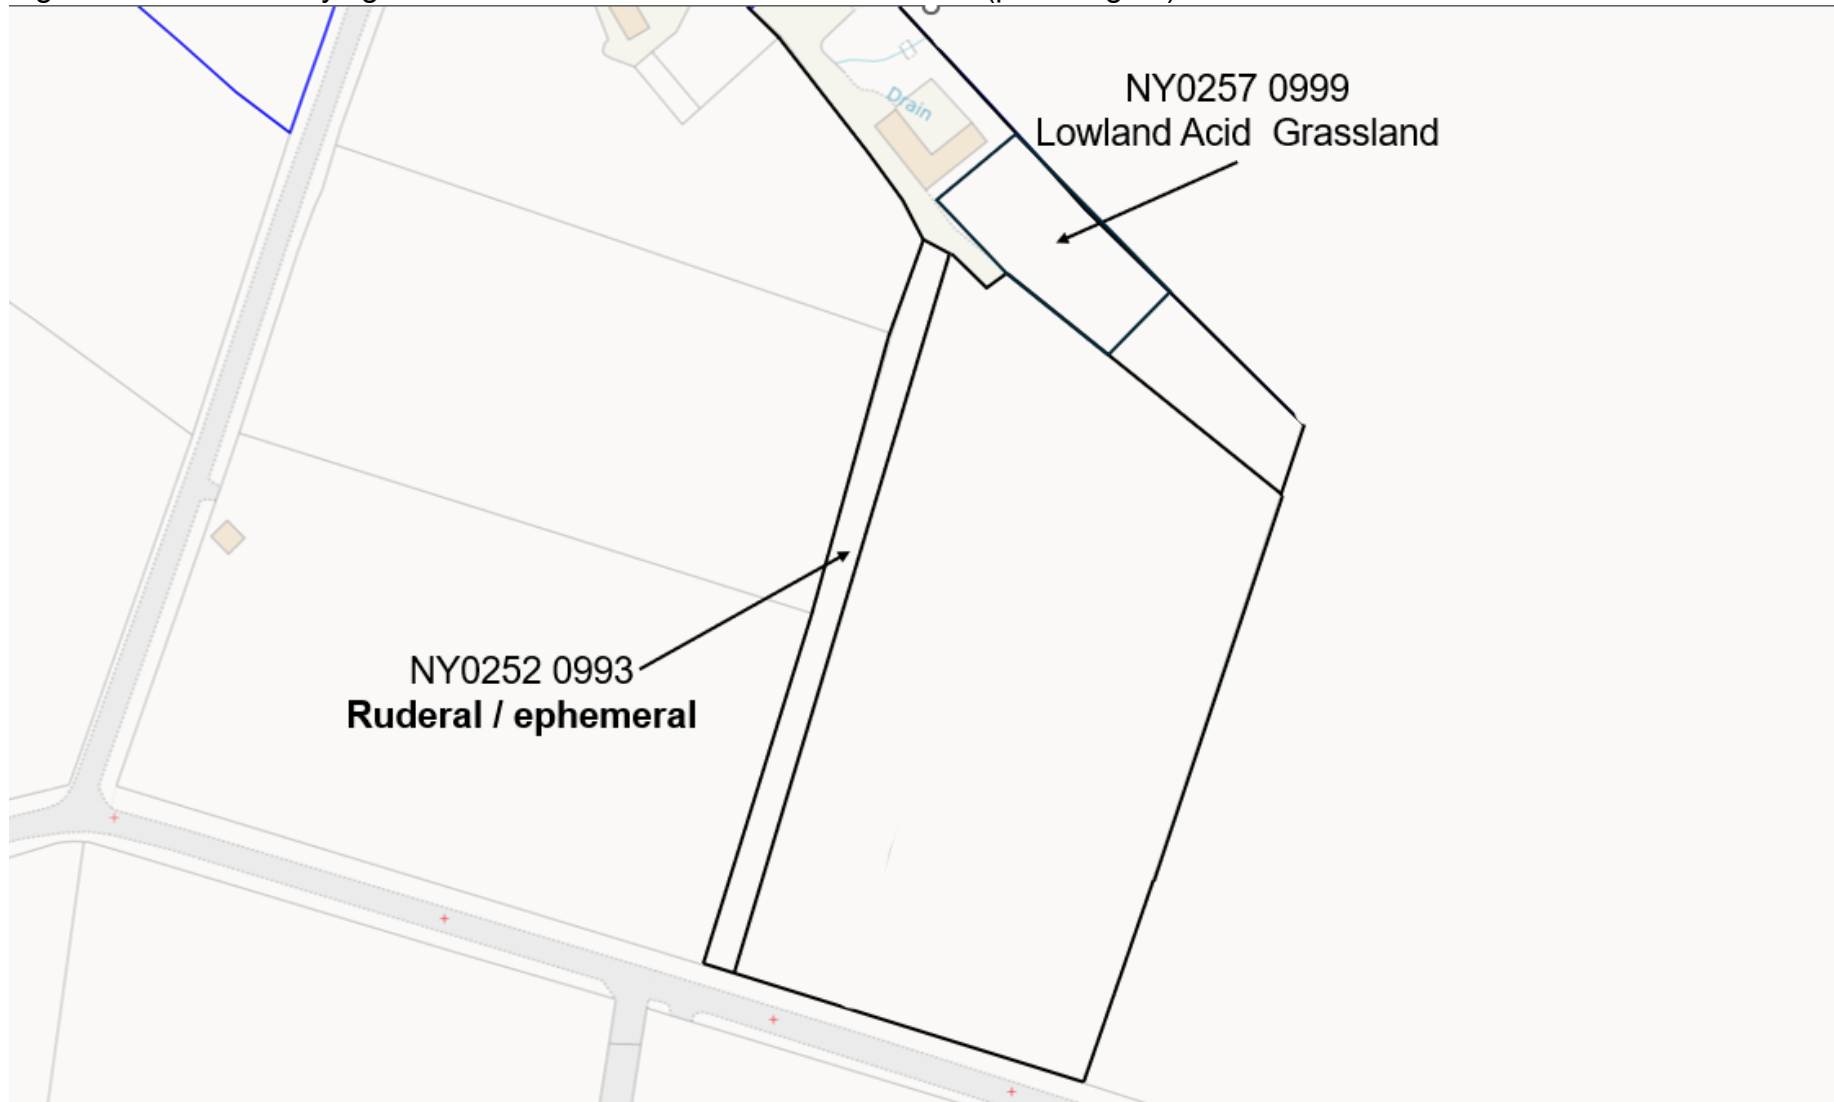 NY0257 0999
Lowland Acid Grassland
Drain
NY0252 0993
Ruderal / ephemeral